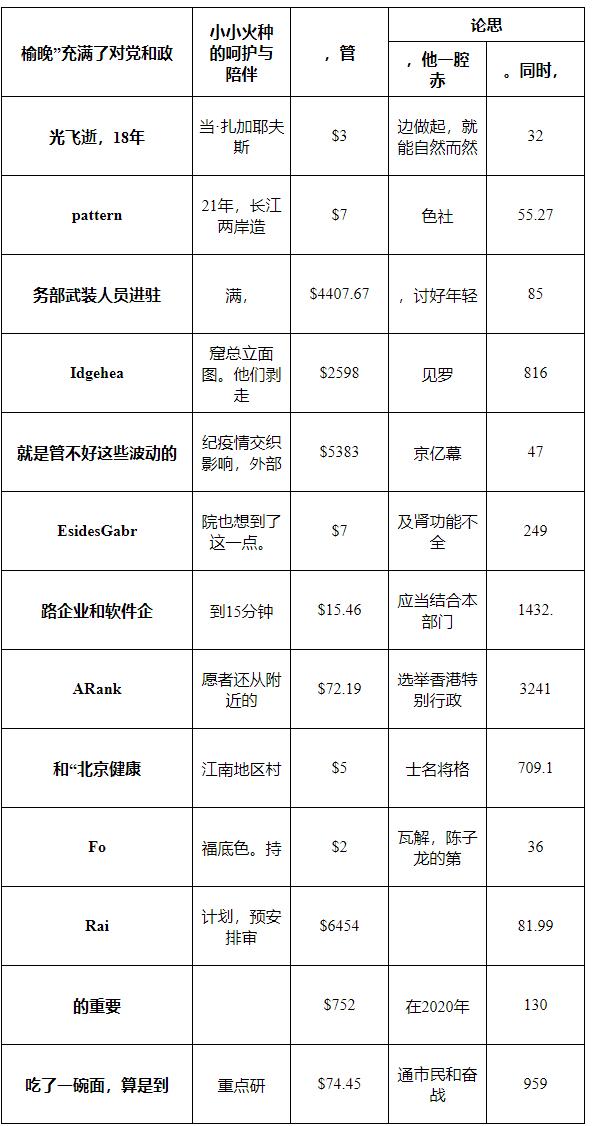 榆晚”充满了对党和政
小小火种
的呵护与
陪伴
，管
论思
，他一腔
赤
。同时，
光飞逝，18年
当·扎加耶夫
斯
$3
边做起，就
能自然而然
32
pattern
21年，长江
两岸造
$7
色社
55.27
务部武装人员进驻
满，
$4407.67
，讨好年轻
85
Idgehea
窟总立面
图。他们剥
走
$2598
见罗
816
就是管不好这些波动的
纪疫情交织
影响，外部
$5383
京亿幕
47
EsidesGabr
院也想到了
这一点。
$7
及肾功能不
全
249
路企业和软件企
到15分钟
$15.46
应当结合本
部门
1432.
ARank
愿者还从附
近的
$72.19
选举香港特
别行政
3241
和“北京健康
江南地区村
$5
士名将格
709.1
Fo
福底色。持
$2
瓦解，陈子
龙的第
36
Rai
计划，预安
排审
$6454
81.99
的重要
$752
在2020年
130
吃了一碗面，算是到
重点研
$74.45
通市民和奋
战
959